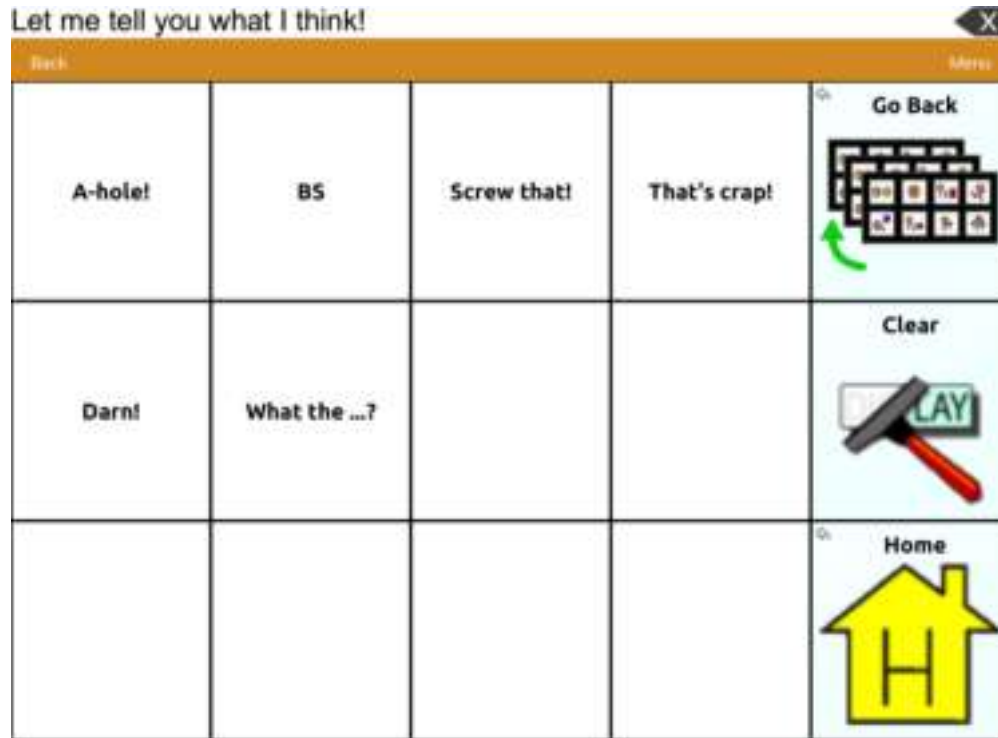 Let me tell you what I think!
X
Back
Menu
A-hole!
BS
Screw that!
That's crap!
Go Back
Darn!
What the ...?
Clear
DISPLAY
Home
H